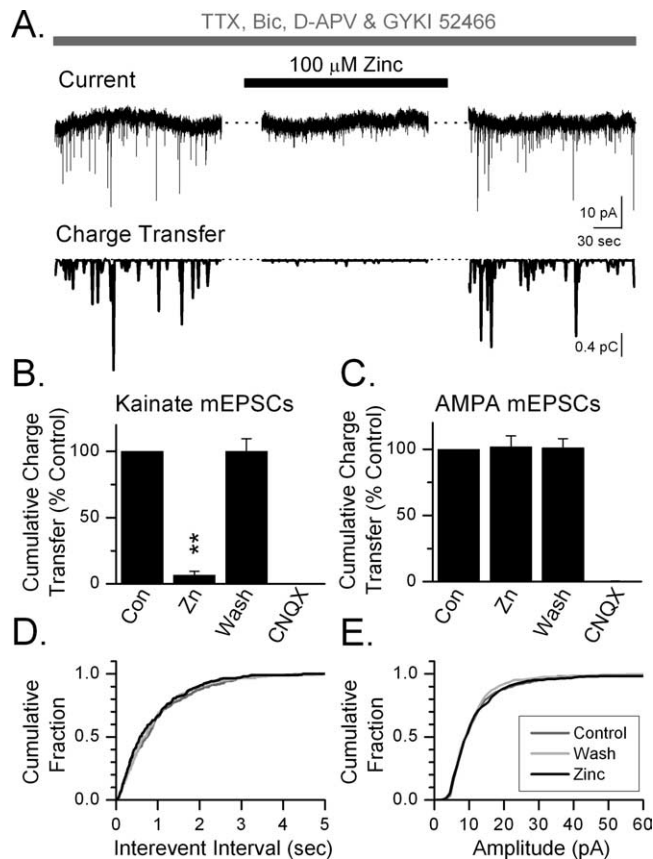 A.
TTX, Bic, D-APV & GYKI 52466
100 μM Zinc
Current
10 pA
30 sec
Charge Transfer
0.4 pC
B.
Kainate mEPSCs
Cumulative Charge
Transfer (% Control)
100
50
0
**
Con
Zn
Wash
CNQX
C.
AMPA mEPSCs
Cumulative Charge
Transfer (% Control)
100
50
0
Con
Zn
Wash
CNQX
D.
Cumulative
Fraction
1.0
0.5
0.0
0 1 2 3 4 5
Interevent Interval (sec)
E.
Cumulative
Fraction
1.0
0.5
0.0
Control
Wash
Zinc
0 10 20 30 40 50 60
Amplitude (pA)